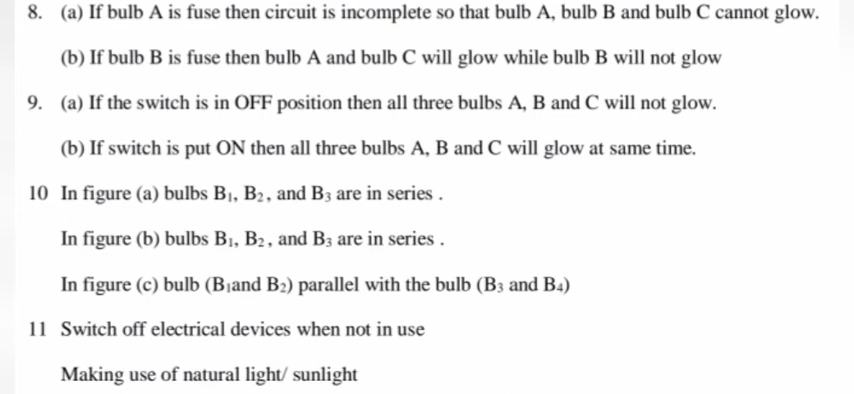 8. (a) If bulb A is fuse then circuit is incomplete so that bulb A, bulb B and bulb C cannot glow.
(b) If bulb B is fuse then bulb A and bulb C will glow while bulb B will not glow
9. (a) If the switch is in OFF position then all three bulbs A, B and C will not glow.
(b) If switch is put ON then all three bulbs A, B and C will glow at same time.
10 In figure (a) bulbs B₁, B₂, and B₃ are in series .
In figure (b) bulbs B₁, B₂, and B₃ are in series .
In figure (c) bulb (B₁and B₂) parallel with the bulb (B₃ and B₄)
11 Switch off electrical devices when not in use
Making use of natural light/ sunlight